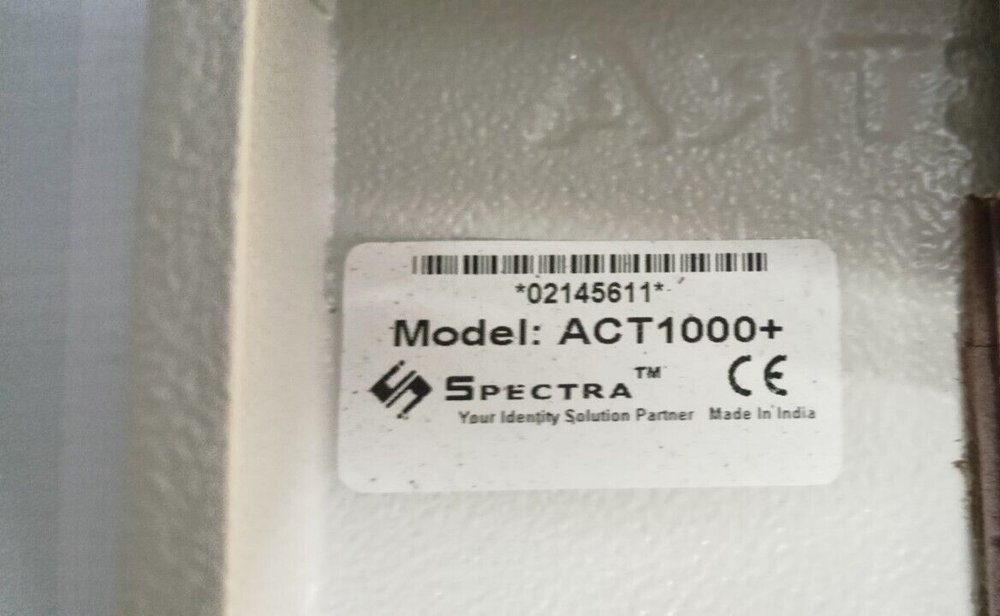 *02145611*
Model: ACT1000+
SPECTRA™ CE
Your Identity Solution Partner Made In India